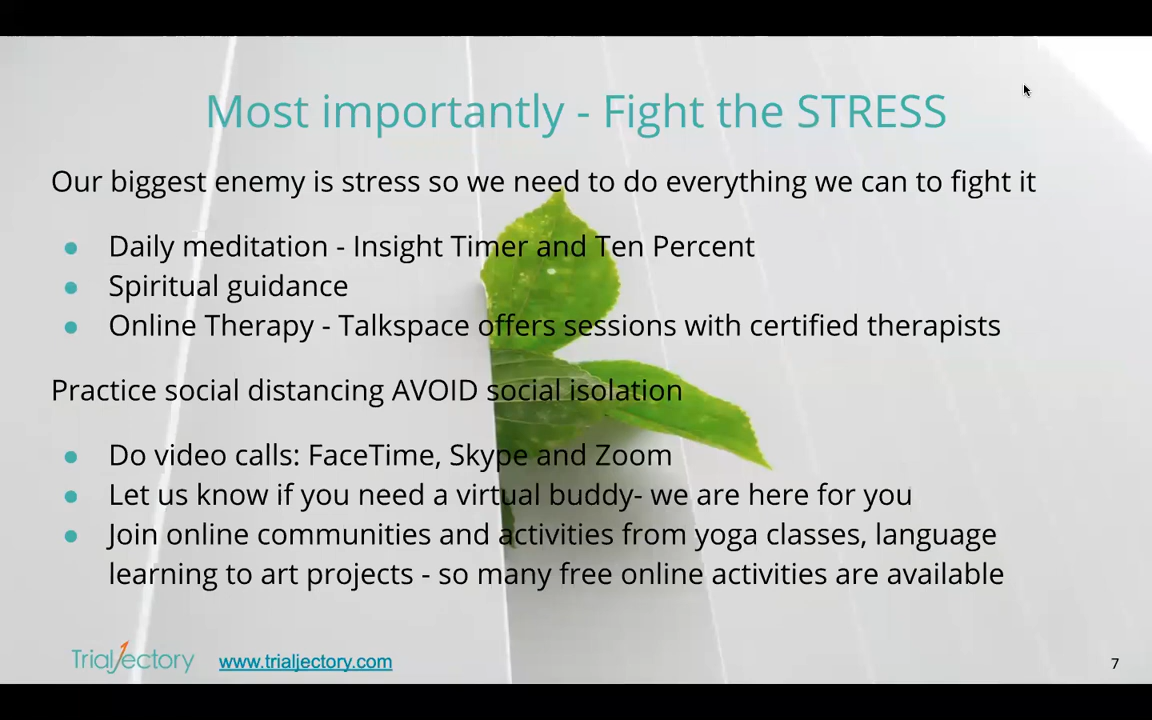 Most importantly - Fight the STRESS
Our biggest enemy is stress so we need to do everything we can to fight it
● Daily meditation - Insight Timer and Ten Percent
● Spiritual guidance
● Online Therapy - Talkspace offers sessions with certified therapists
Practice social distancing AVOID social isolation
● Do video calls: FaceTime, Skype and Zoom
● Let us know if you need a virtual buddy- we are here for you
● Join online communities and activities from yoga classes, language
learning to art projects - so many free online activities are available
TrialJectory www.trialjectory.com
7